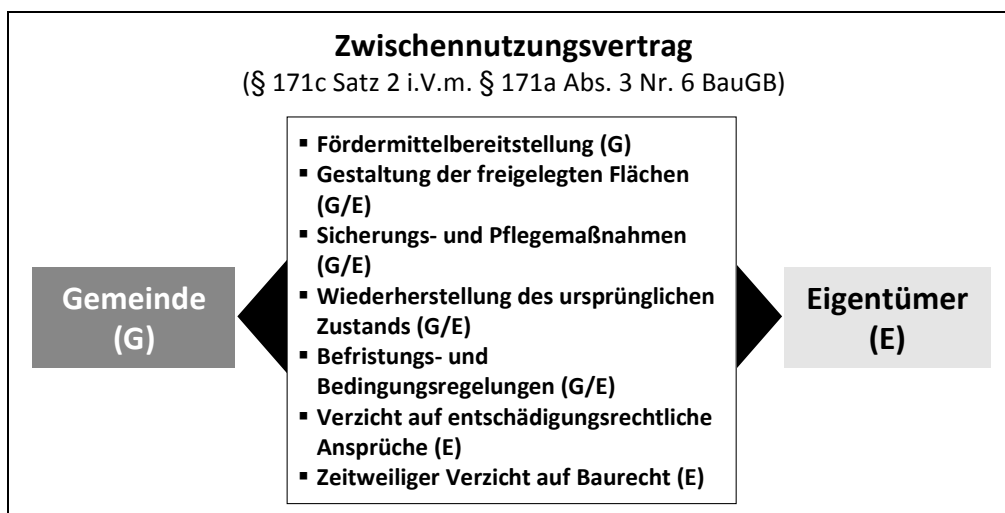 Zwischennutzungsvertrag
(§ 171c Satz 2 i.V.m. § 171a Abs. 3 Nr. 6 BauGB)
Gemeinde
(G)
▪ Fördermittelbereitstellung (G)
▪ Gestaltung der freigelegten Flächen
(G/E)
▪ Sicherungs- und Pflegemaßnahmen
(G/E)
▪ Wiederherstellung des ursprünglichen
Zustands (G/E)
▪ Befristungs- und
Bedingungsregelungen (G/E)
▪ Verzicht auf entschädigungsrechtliche
Ansprüche (E)
▪ Zeitweiliger Verzicht auf Baurecht (E)
Eigentümer
(E)